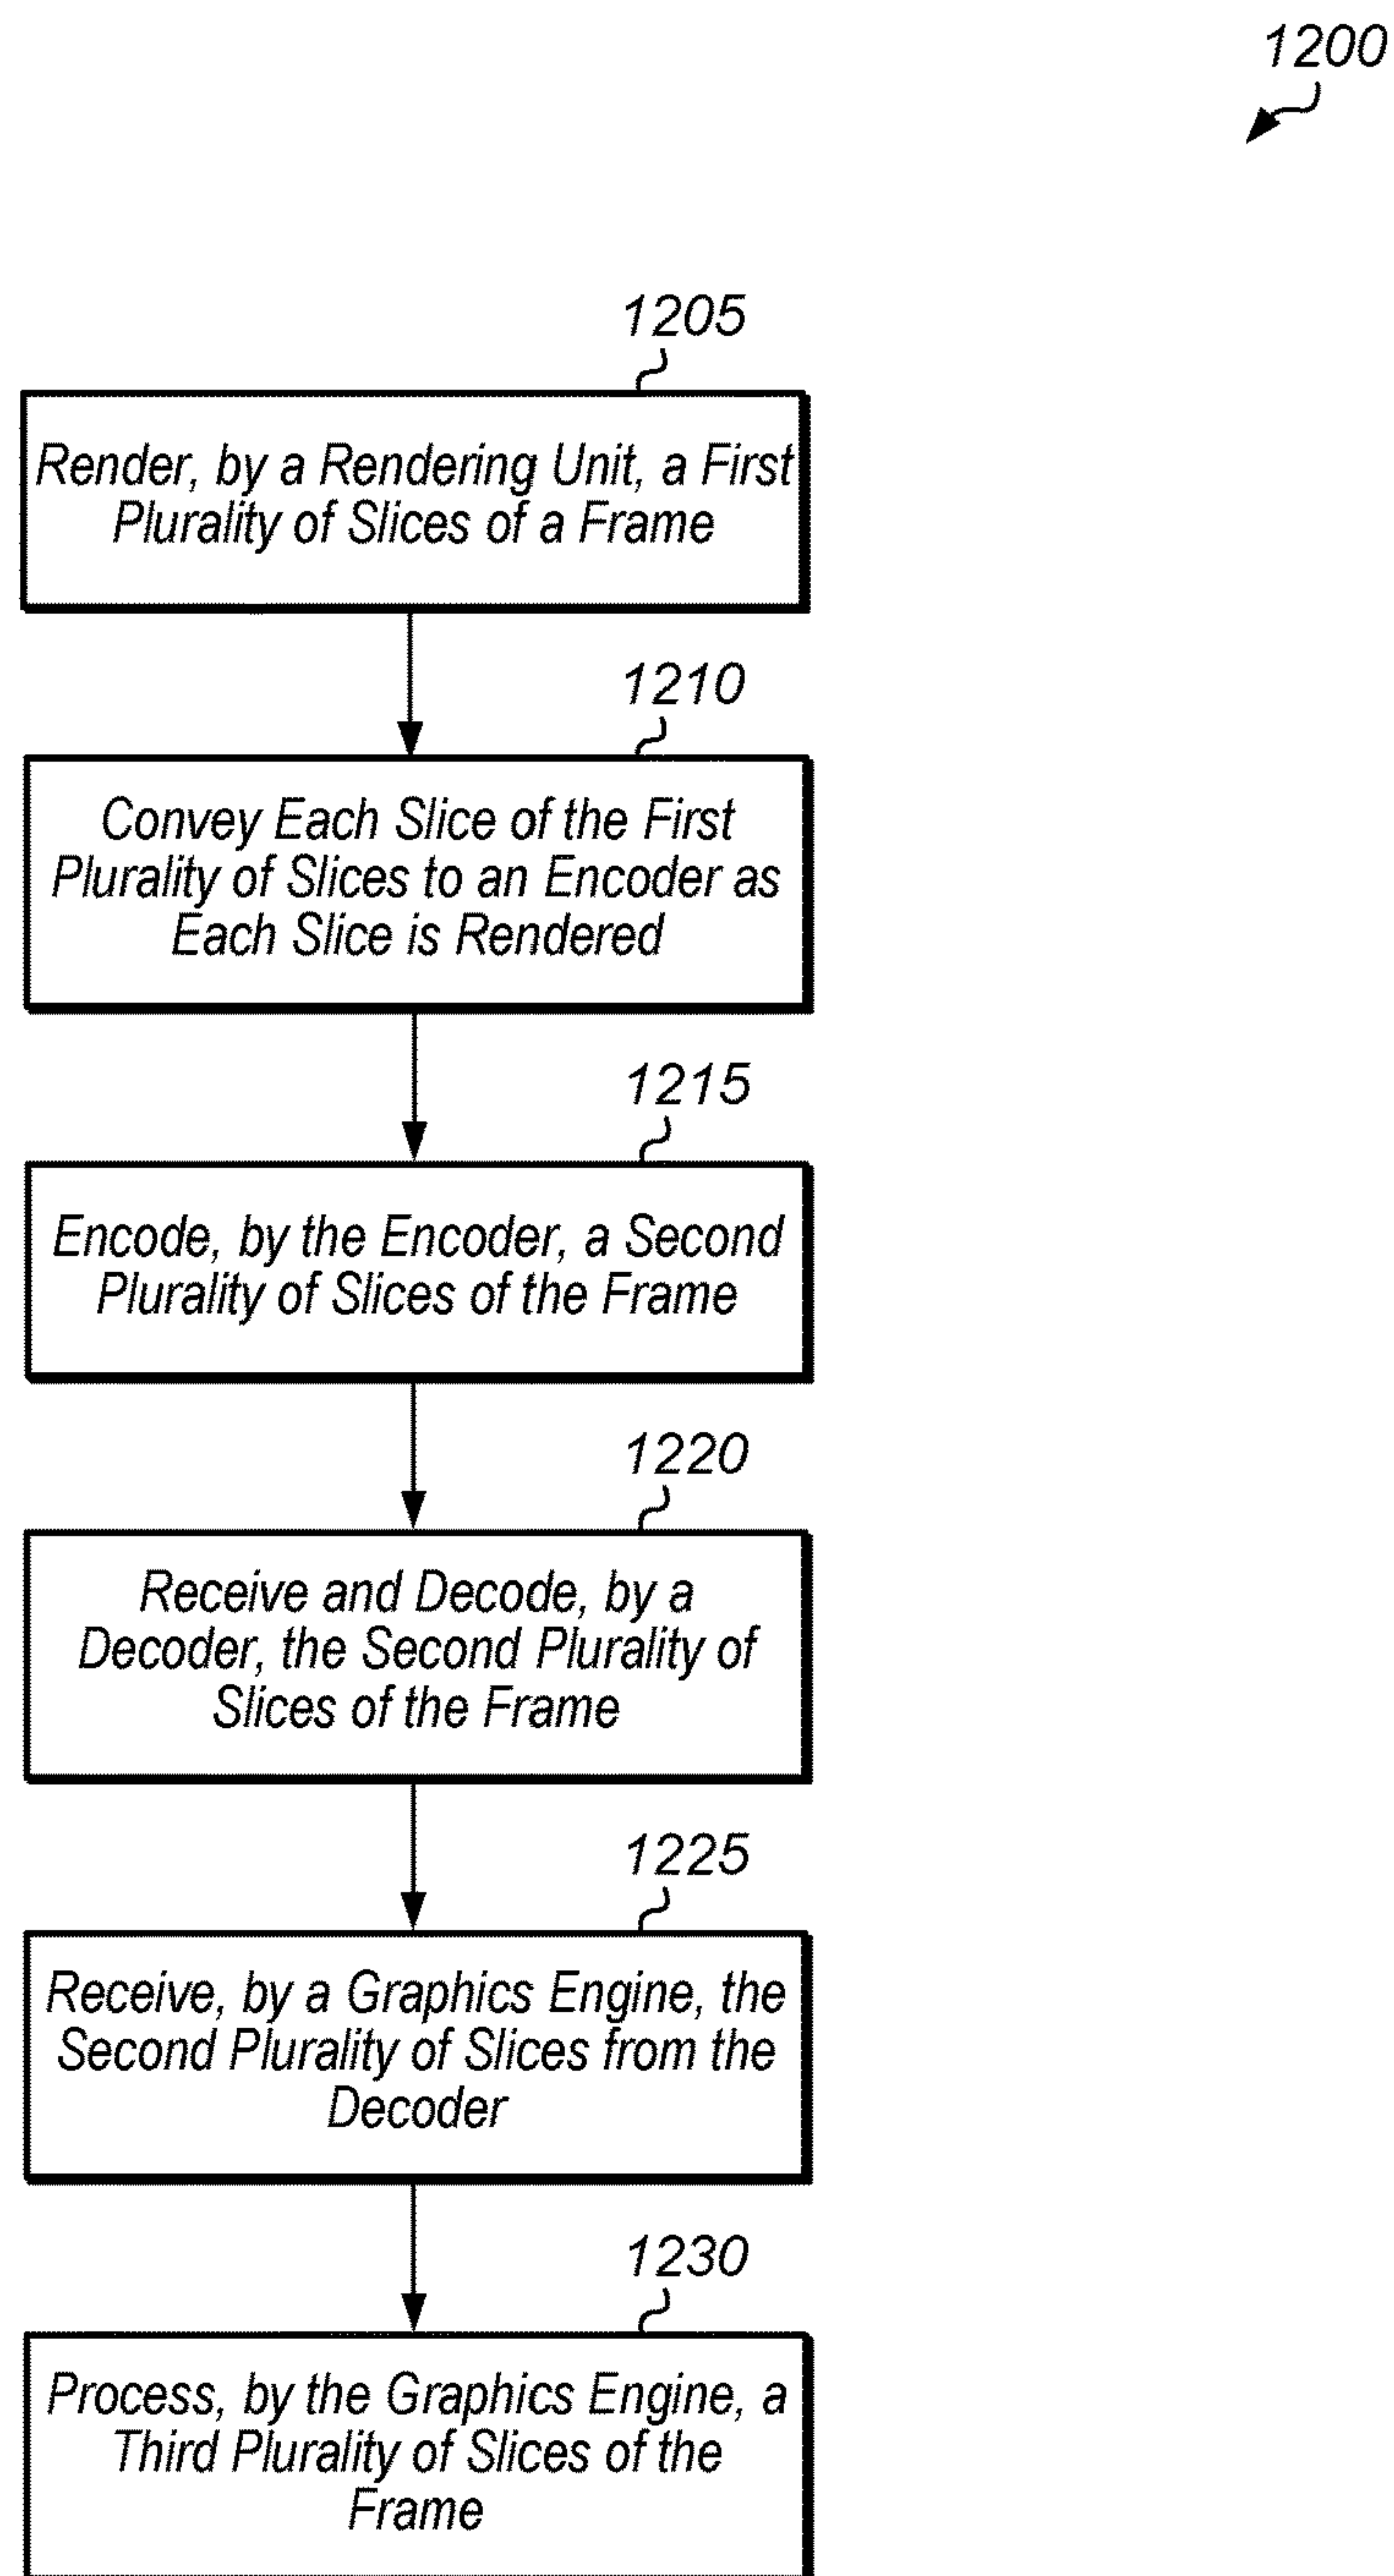 1200
1205
Render, by a Rendering Unit, a First
Plurality of Slices of a Frame
1210
Convey Each Slice of the First
Plurality of Slices to an Encoder as
Each Slice is Rendered
1215
Encode, by the Encoder, a Second
Plurality of Slices of the Frame
1220
Receive and Decode, by a
Decoder, the Second Plurality of
Slices of the Frame
1225
Receive, by a Graphics Engine, the
Second Plurality of Slices from the
Decoder
1230
Process, by the Graphics Engine, a
Third Plurality of Slices of the
Frame